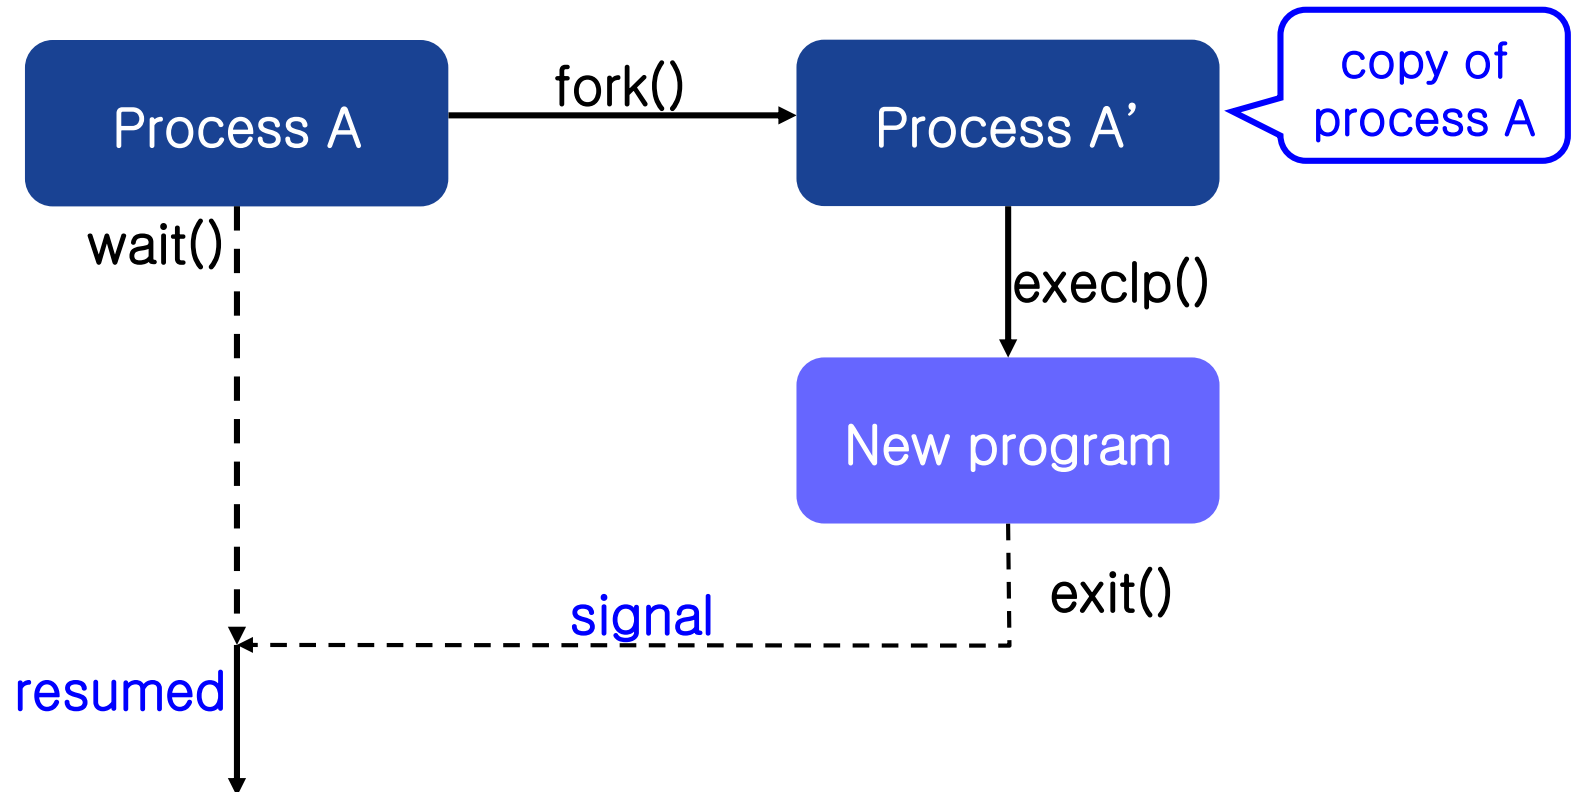 Process A
fork()
Process A’
copy of
process A
wait()
execlp()
New program
exit()
signal
resumed